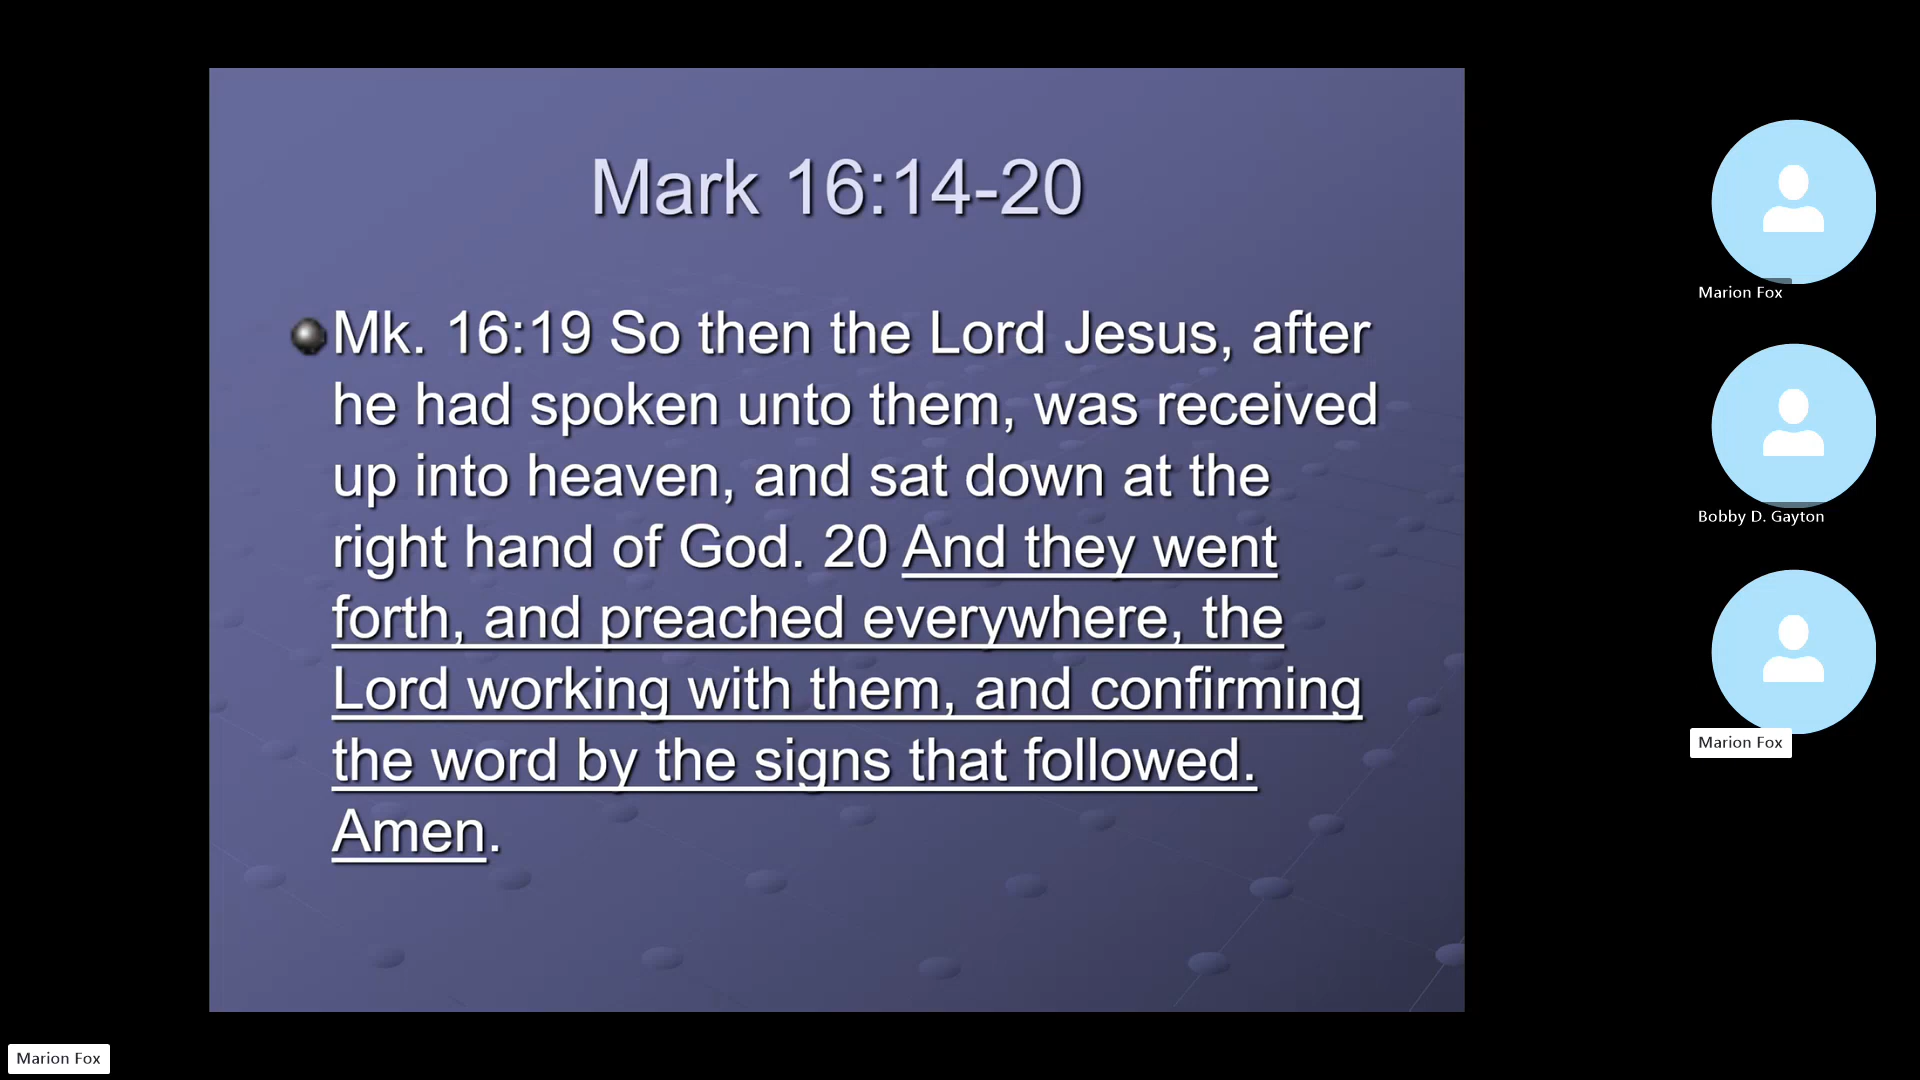 Mark 16:14-20
Mk. 16:19 So then the Lord Jesus, after
he had spoken unto them, was received
up into heaven, and sat down at the
right hand of God. 20 And they went
forth, and preached everywhere, the
Lord working with them, and confirming
the word by the signs that followed.
Amen.
Marion Fox
Bobby D. Gayton
Marion Fox
Marion Fox